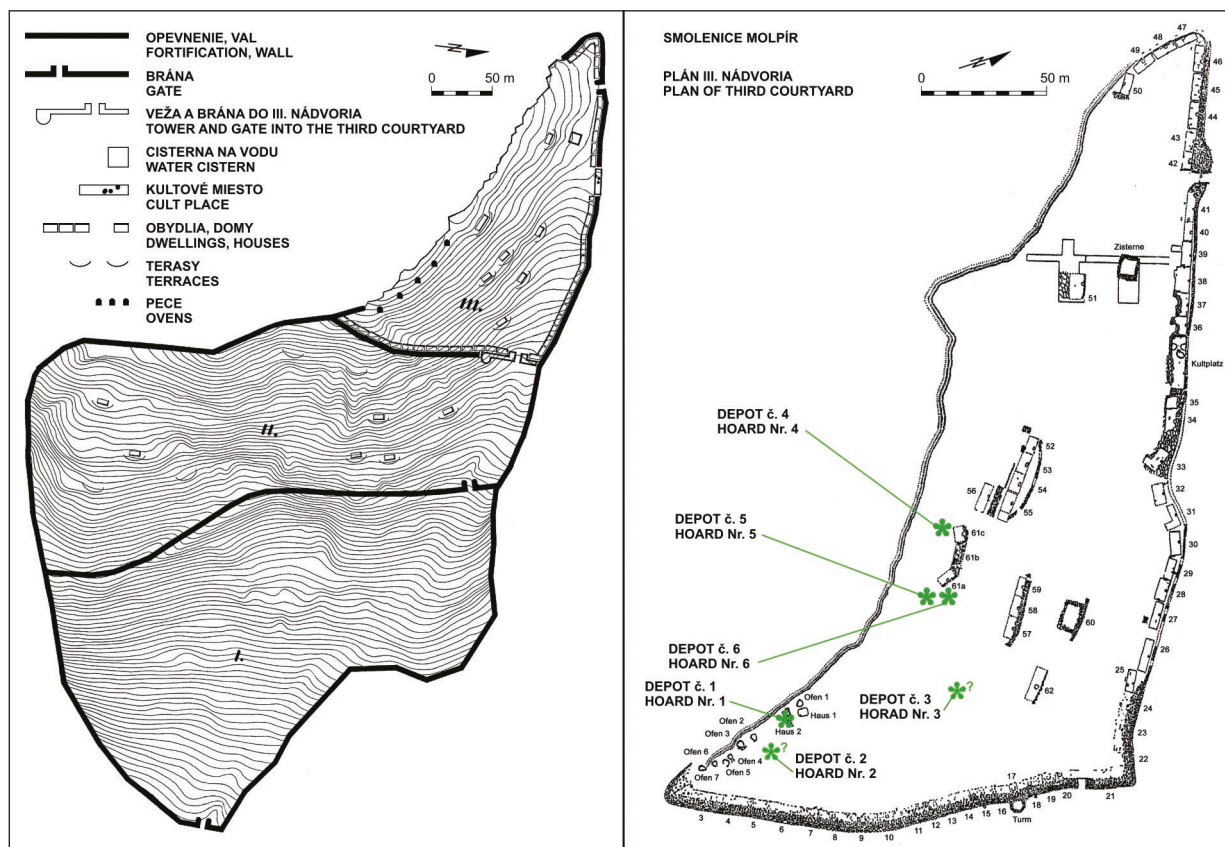 OPEVNENIE, VAL
FORTIFICATION, WALL
BRÁNA
GATE
VEŽA A BRÁNA DO III. NÁDVORIA
TOWER AND GATE INTO THE THIRD COURTYARD
CISTERNA NA VODU
WATER CISTERN
KULTOVÉ MIESTO
CULT PLACE
OBYDLIA, DOMY
DWELLINGS, HOUSES
TERASY
TERRACES
PECE
OVENS
N
0 50 m
III.
II.
I.
SMOLENICE MOLPÍR
PLÁN III. NÁDVORIA
PLAN OF THIRD COURTYARD
N
0 50 m
47
48
49
46
50
45
44
43
42
41
40
Zisterne
39
38
51
37
36
Kultplatz
35
34
DEPOT č. 4
HOARD Nr. 4
52
53
33
54
56
32
55
31
DEPOT č. 5
HOARD Nr. 5
61c
30
61b
29
61a
59
28
58
60
27
57
26
DEPOT č. 6
HOARD Nr. 6
25
62
DEPOT č. 1
HOARD Nr. 1
?
DEPOT č. 3
HORAD Nr. 3
24
Ofen 1
Haus 1
Ofen 2
Haus 2
Ofen 3
23
?
Ofen 6
Ofen 4
DEPOT č. 2
HOARD Nr. 2
22
Ofen 7
Ofen 5
17
3 4 5 6 7 8 9 10 11 12 13 14 15 16 18 19 20 21
Turm